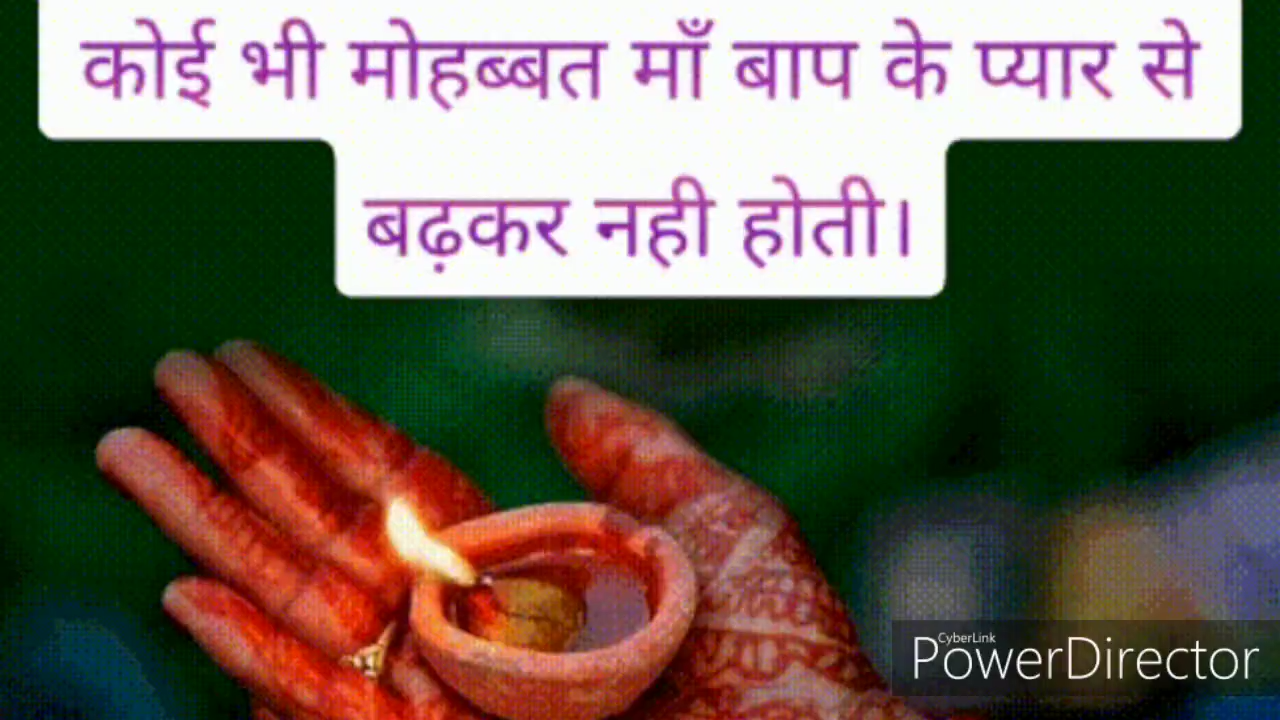 कोई भी मोहब्बत माँ बाप के प्यार से
बढ़कर नही होती।
CyberLink
PowerDirector